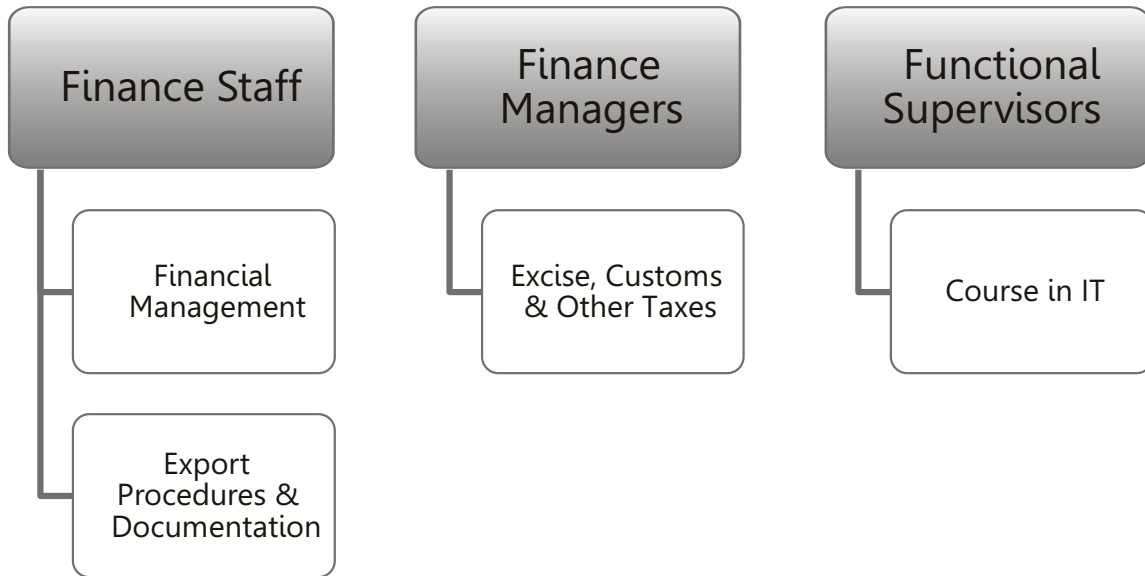 Finance Staff
Financial
Management
Export
Procedures &
Documentation
Finance
Managers
Excise, Customs
& Other Taxes
Functional
Supervisors
Course in IT